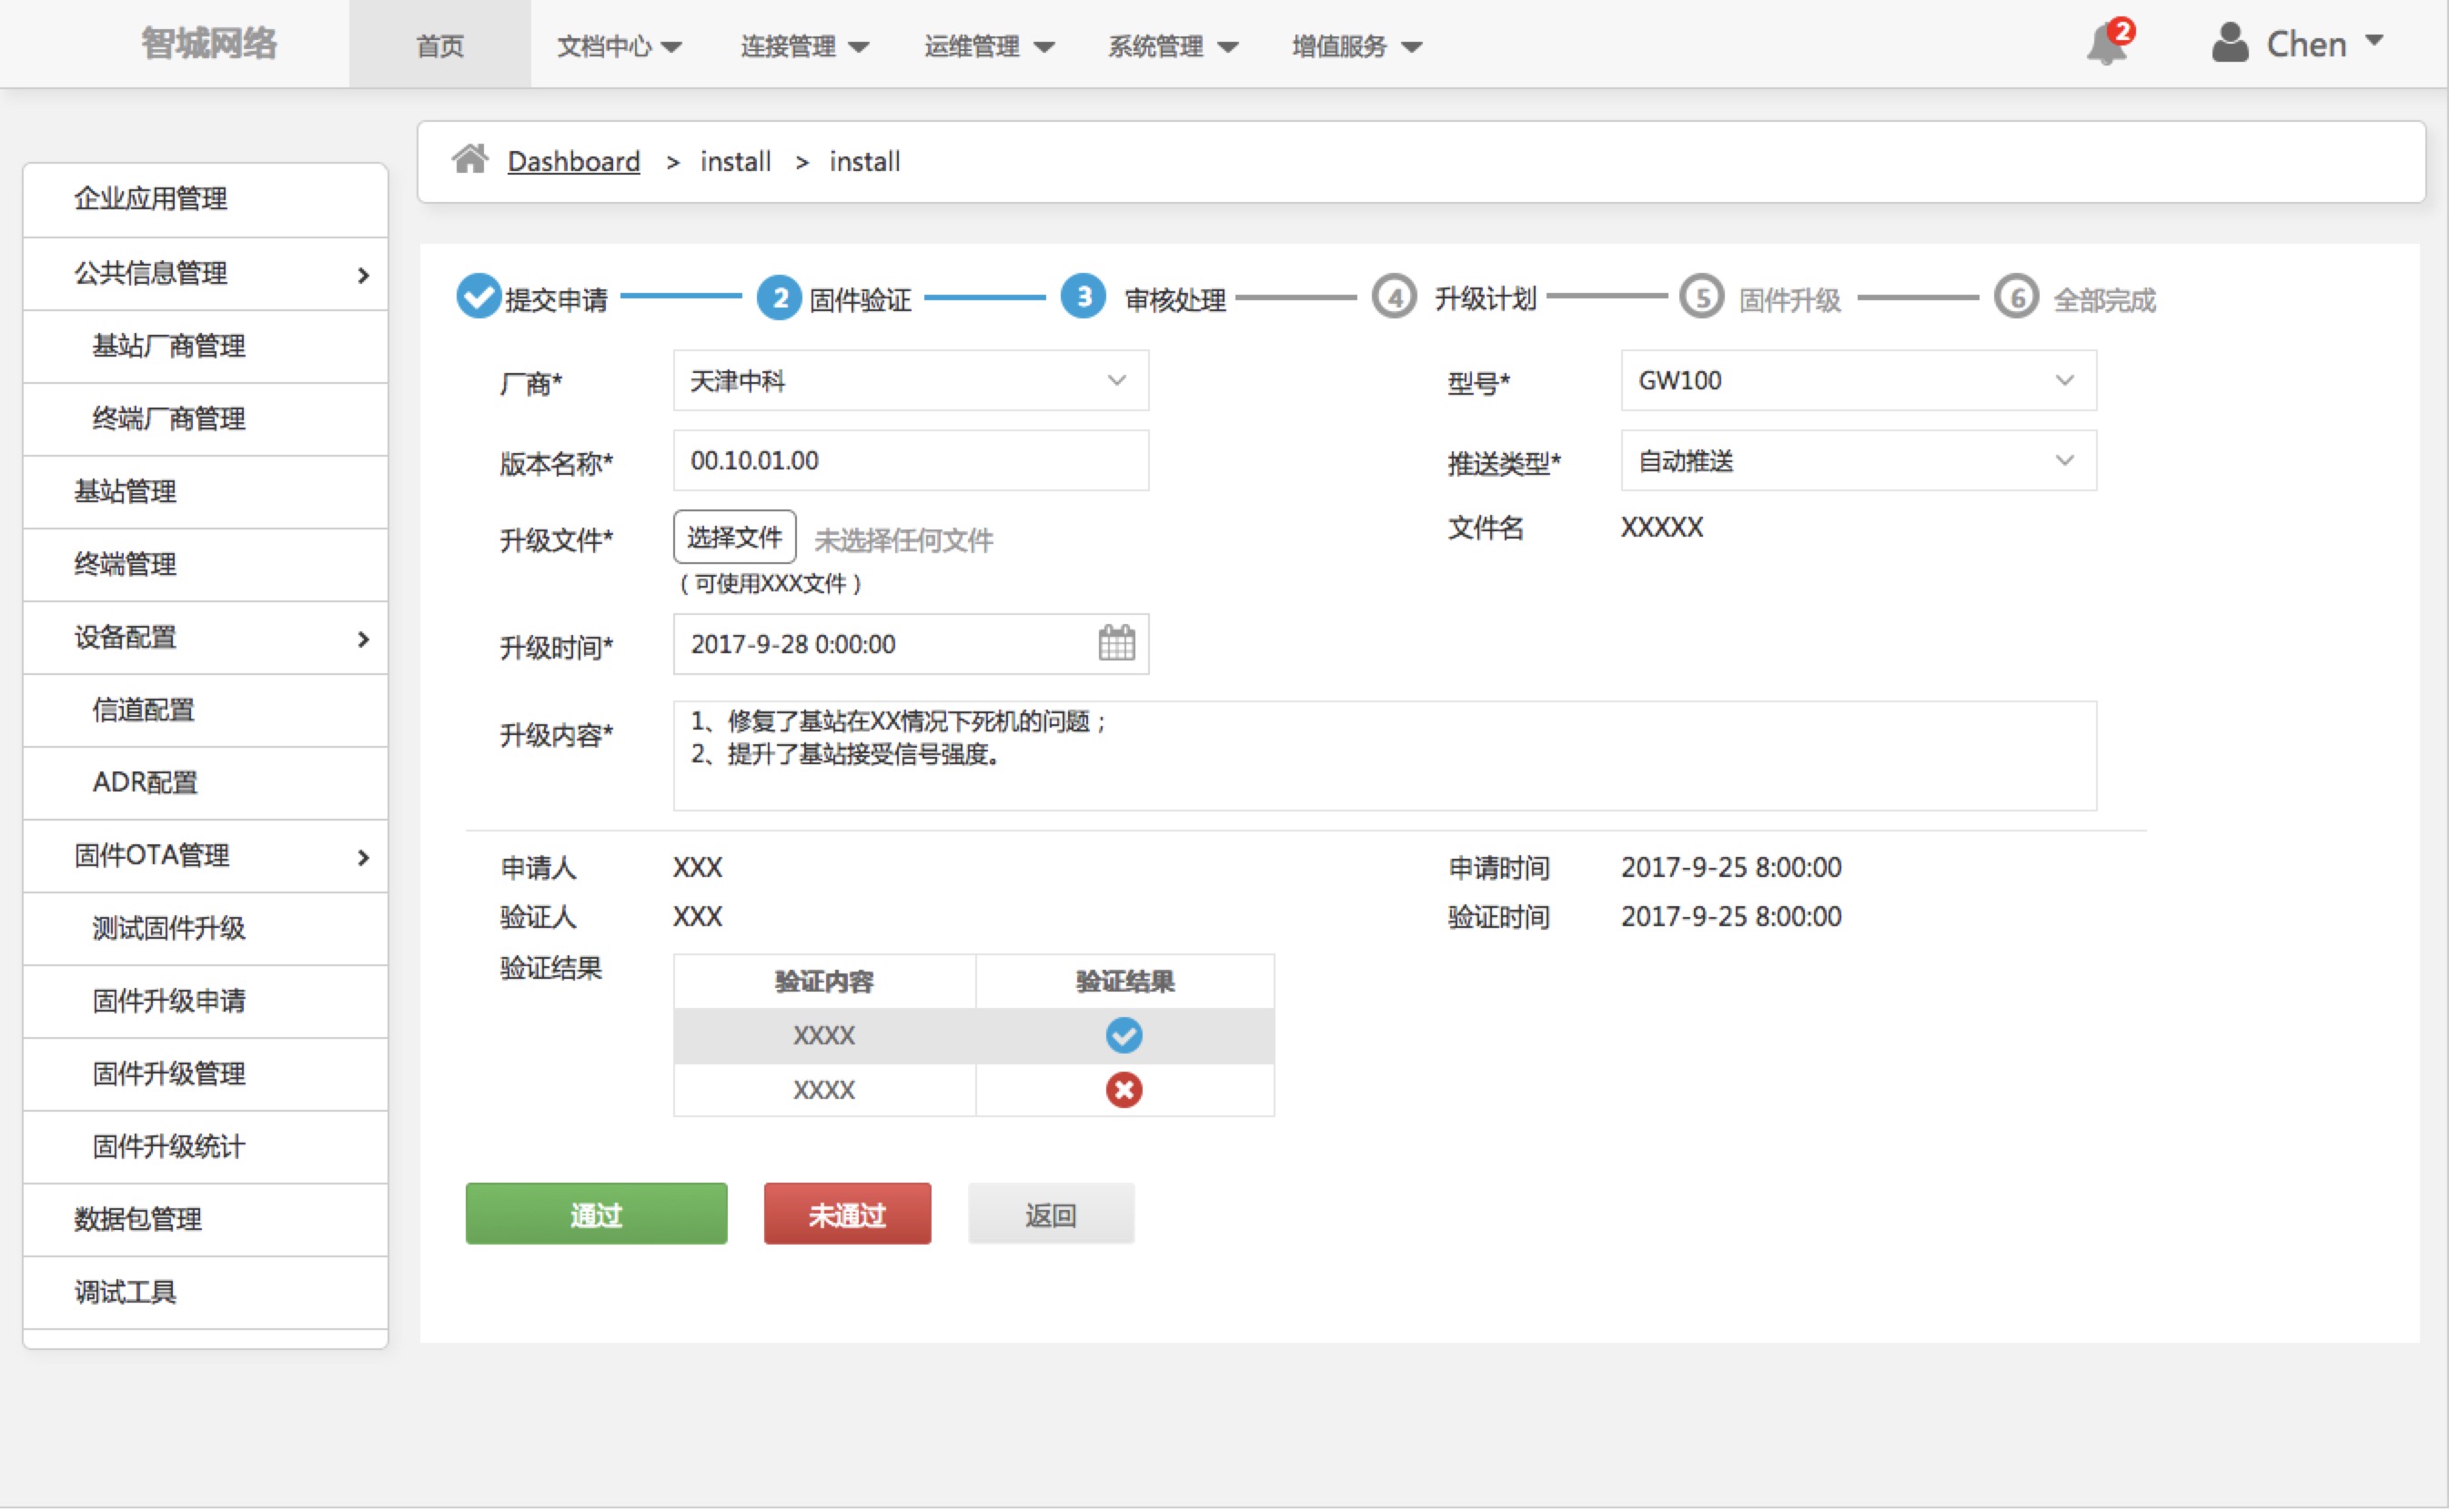 智城网络 首页 文档中心 连接管理 运维管理 系统管理 增值服务 2 Chen
Dashboard > install > install
企业应用管理
公共信息管理
基站厂商管理
终端厂商管理
基站管理
终端管理
设备配置
信道配置
ADR配置
固件OTA管理
测试固件升级
固件升级申请
固件升级管理
固件升级统计
数据包管理
调试工具
提交申请 2 固件验证 3 审核处理 4 升级计划 5 固件升级 6 全部完成
厂商* 天津中科 型号* GW100
版本名称* 00.10.01.00 推送类型* 自动推送
升级文件* 选择文件 未选择任何文件 文件名 XXXXX
（可使用XXX文件）
升级时间* 2017-9-28 0:00:00
升级内容* 1、修复了基站在XX情况下死机的问题；
2、提升了基站接受信号强度。
申请人 XXX 申请时间 2017-9-25 8:00:00
验证人 XXX 验证时间 2017-9-25 8:00:00
验证结果 验证内容 验证结果
XXXX
XXXX
通过 未通过 返回